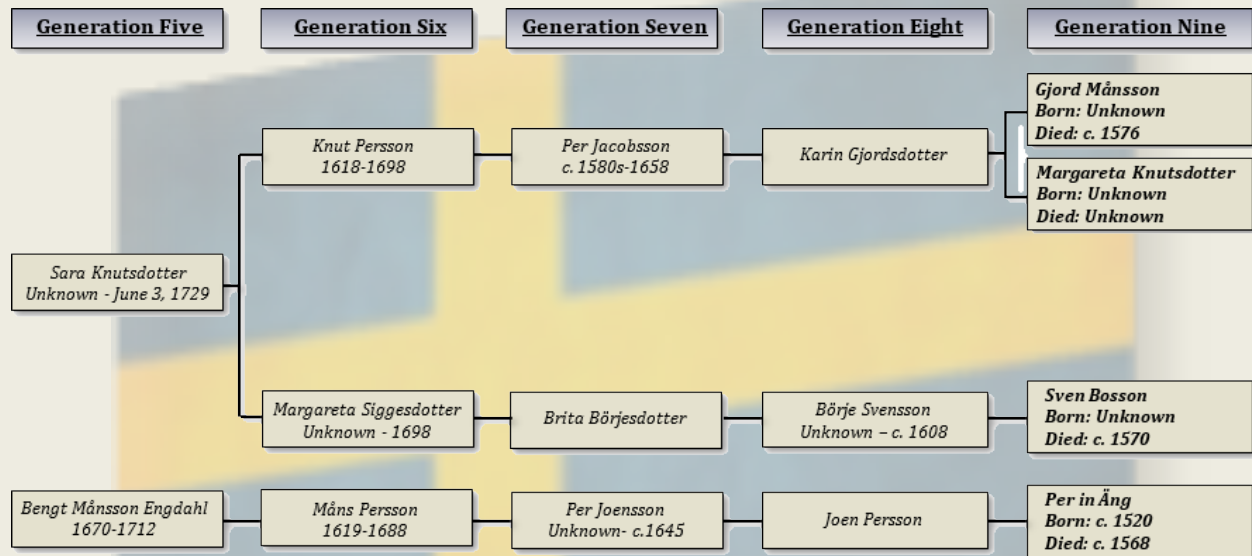 Generation Five
Generation Six
Generation Seven
Generation Eight
Generation Nine
Gjord Månsson
Born: Unknown
Died: c. 1576
Knut Persson
1618-1698
Per Jacobsson
c. 1580s-1658
Karin Gjordsdotter
Margareta Knutsdotter
Born: Unknown
Died: Unknown
Sara Knutsdotter
Unknown - June 3, 1729
Margareta Siggesdotter
Unknown - 1698
Brita Börjesdotter
Börje Svensson
Unknown – c. 1608
Sven Bosson
Born: Unknown
Died: c. 1570
Bengt Månsson Engdahl
1670-1712
Måns Persson
1619-1688
Per Joensson
Unknown- c.1645
Joen Persson
Per in Äng
Born: c. 1520
Died: c. 1568